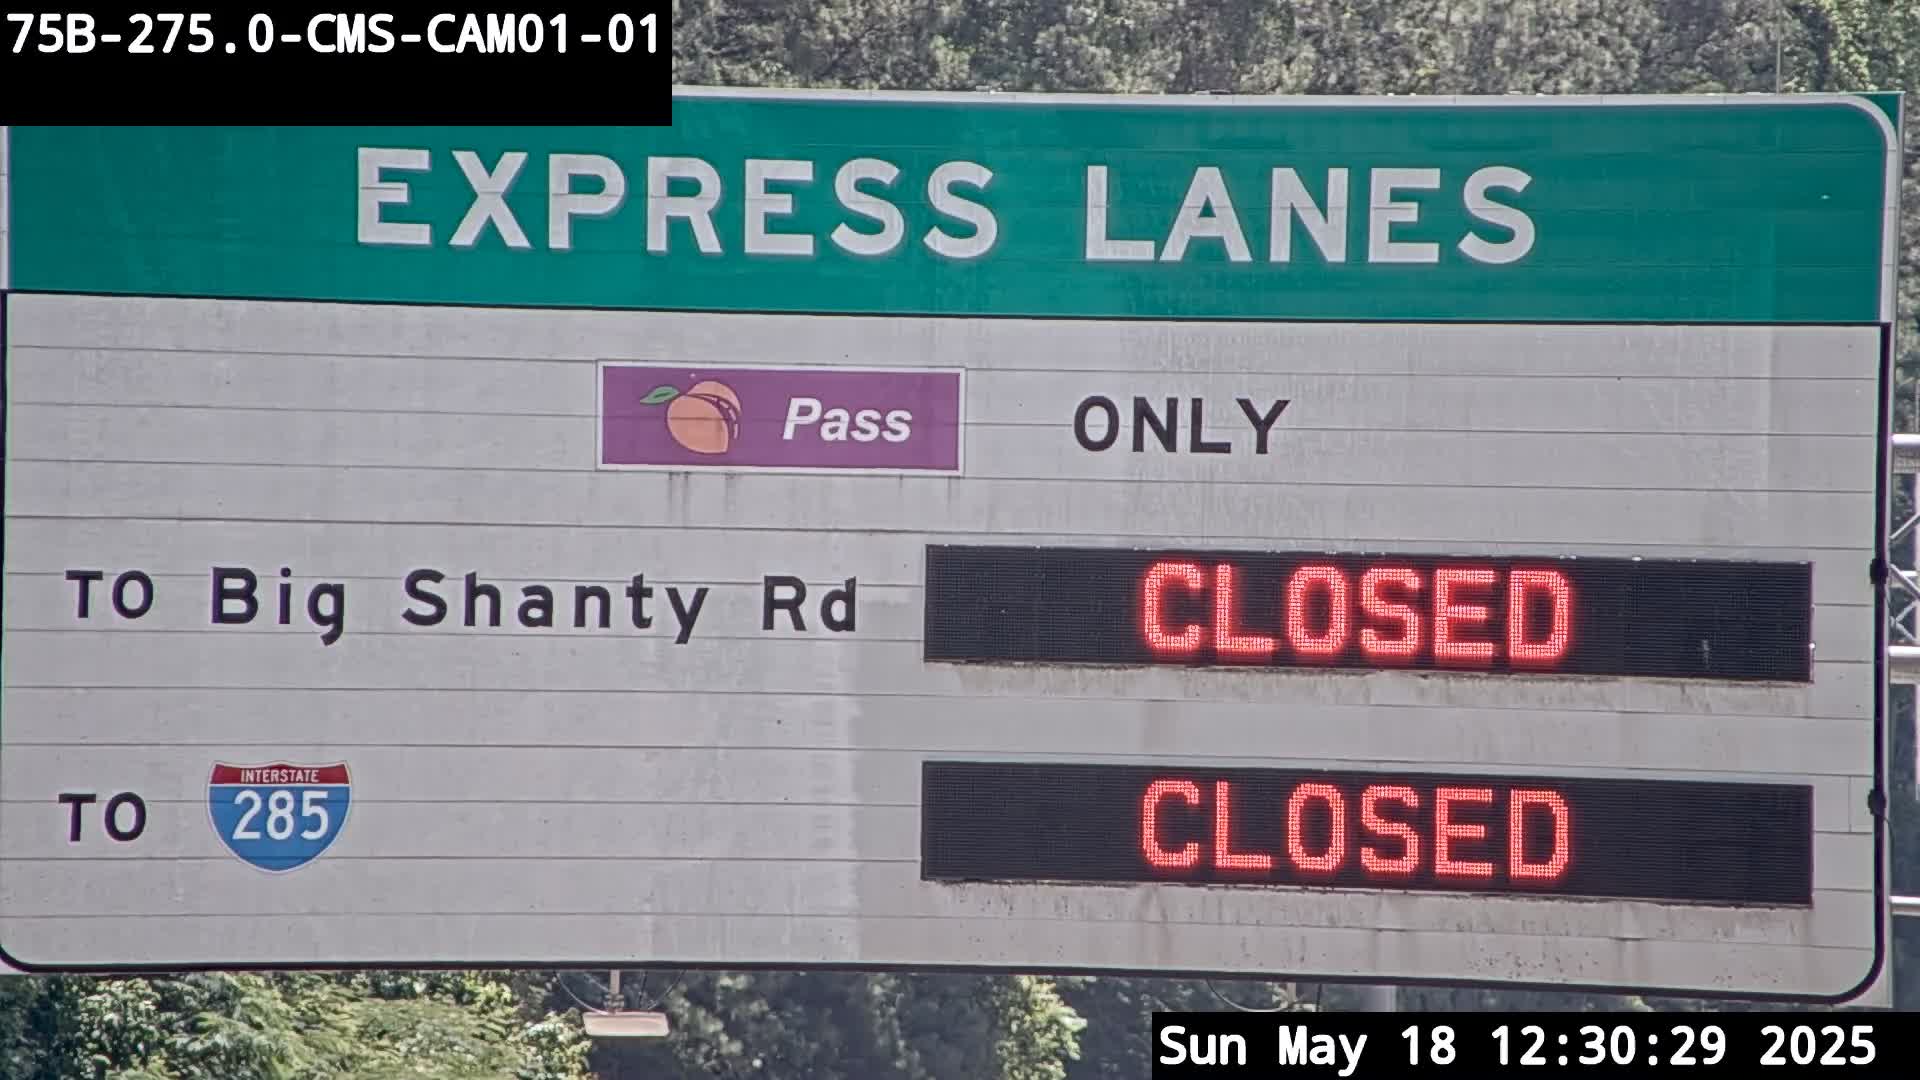 75B-275.0-CMS-CAM01-01
EXPRESS LANES
Pass ONLY
TO Big Shanty Rd CLOSED
INTERSTATE
TO 285 CLOSED
Sun May 18 12:30:29 2025